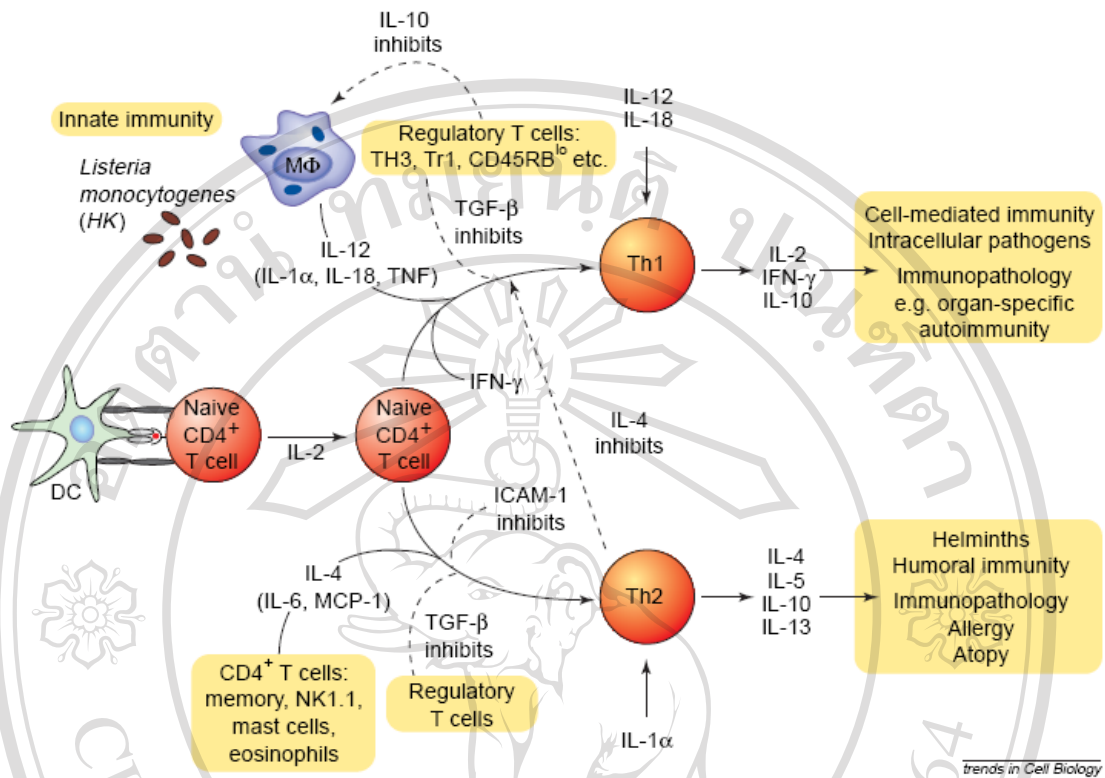 IL-10
inhibits
Innate immunity
Listeria
monocytogenes
(HK)
MΦ
Regulatory T cells:
TH3, Tr1, CD45RB^lo etc.
IL-12
IL-18
TGF-β
inhibits
IL-12
(IL-1α, IL-18, TNF)
Th1
IL-2
IFN-γ
IL-10
Cell-mediated immunity
Intracellular pathogens
Immunopathology
e.g. organ-specific
autoimmunity
IFN-γ
DC
Naive
CD4+
T cell
IL-2
Naive
CD4+
T cell
IL-4
inhibits
ICAM-1
inhibits
IL-4
(IL-6, MCP-1)
TGF-β
inhibits
CD4+ T cells:
memory, NK1.1,
mast cells,
eosinophils
Regulatory
T cells
Th2
IL-1α
IL-4
IL-5
IL-10
IL-13
Helminths
Humoral immunity
Immunopathology
Allergy
Atopy
trends in Cell Biology
64